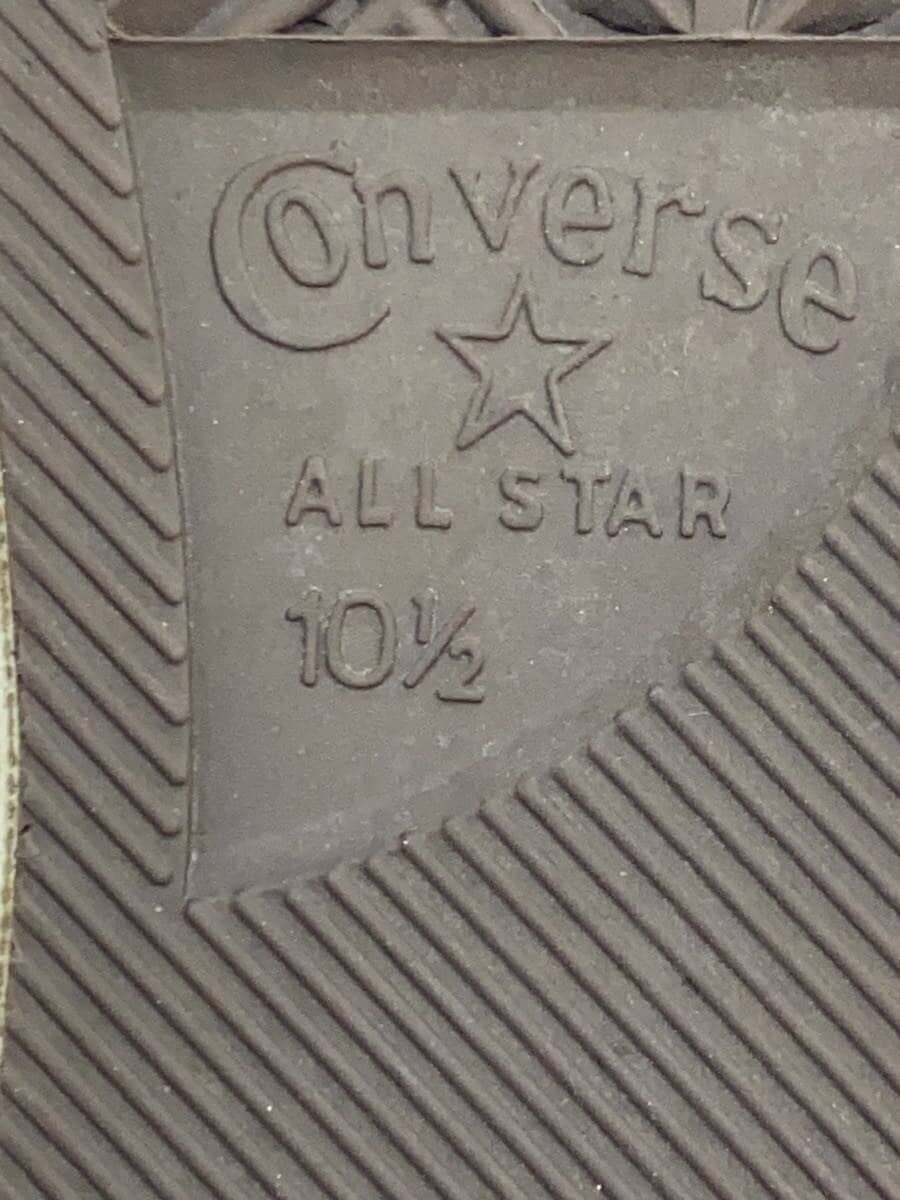 Converse
ALL STAR
10½